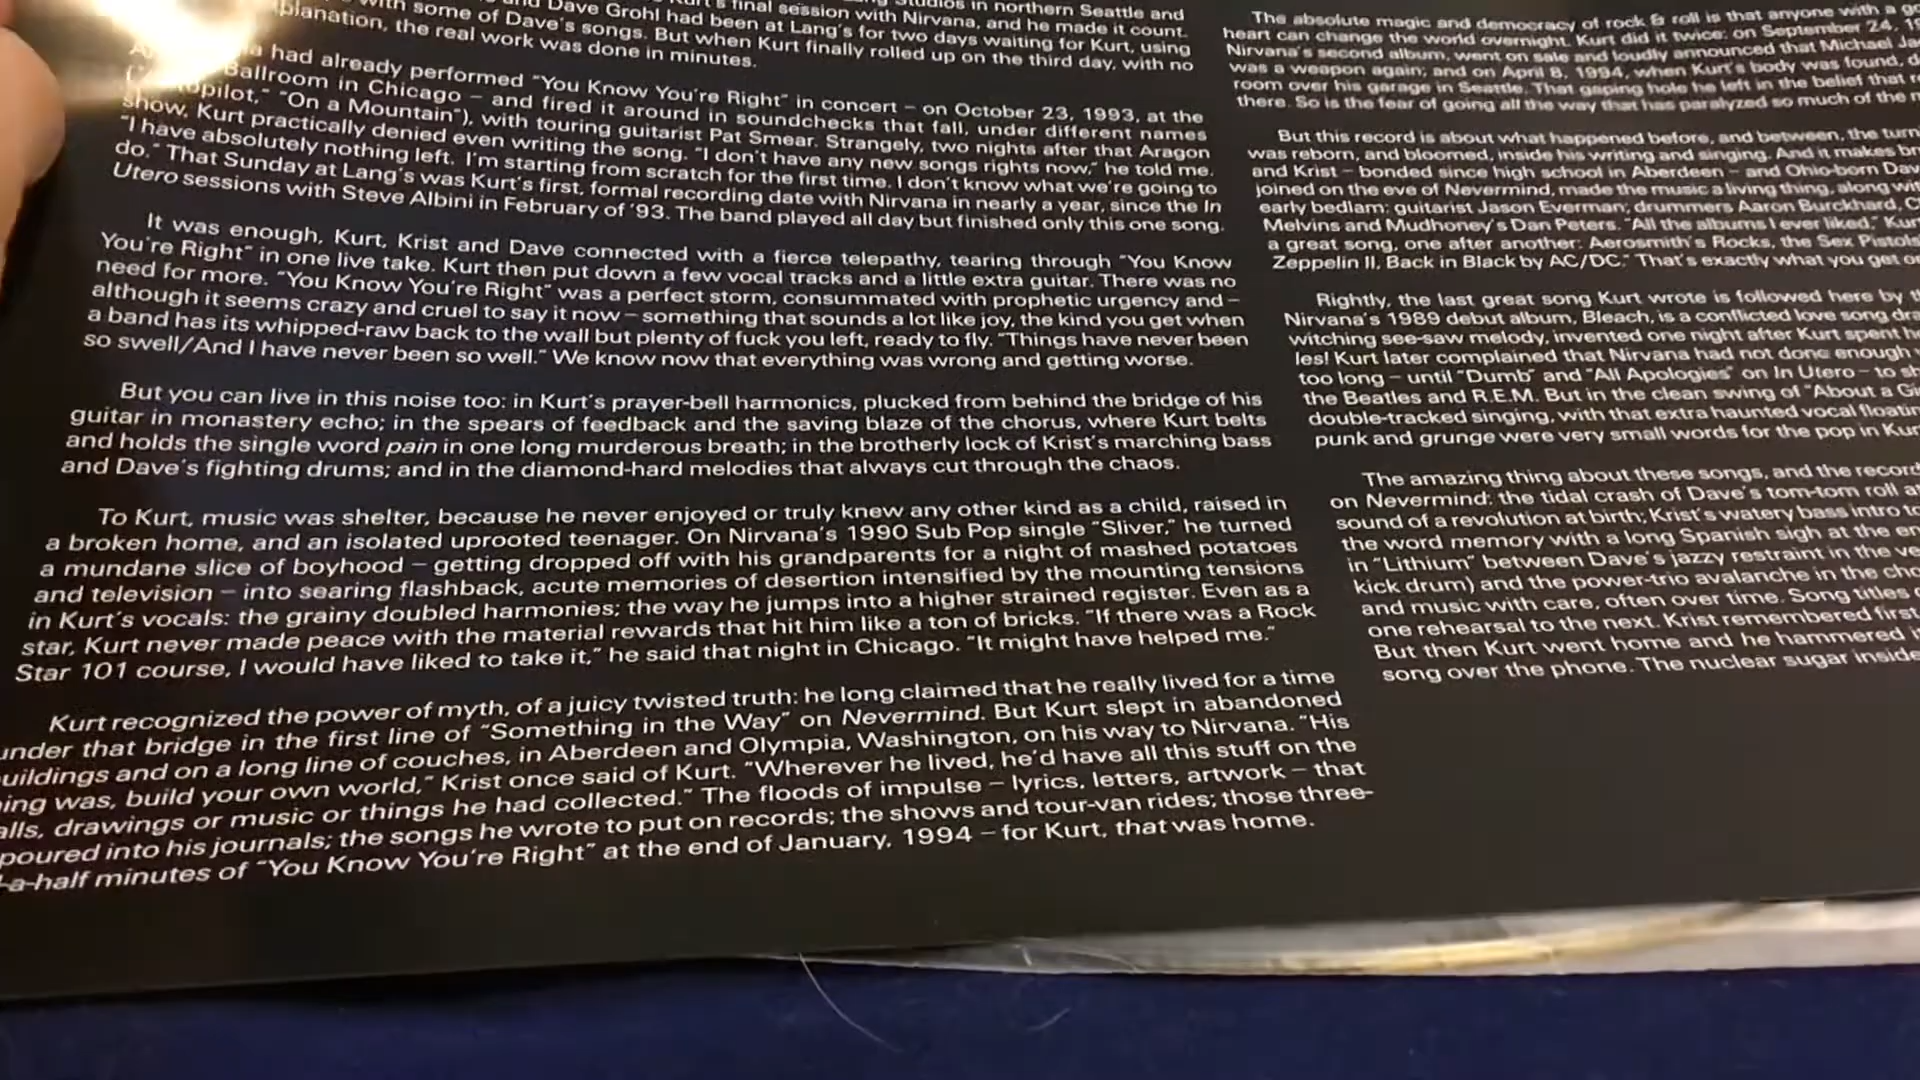 final session with Nirvana, and he made it count.
with some of Dave's songs. But when Kurt finally rolled up on the third day, with no
the real work was done in minutes.
had already performed "You Know You're Right" in concert – on October 23, 1993, at the
Ballroom in Chicago – and fired it around in soundchecks that fall, under different names
"On a Mountain"), with touring guitarist Pat Smear. Strangely, two nights after that Aragon
show, Kurt practically denied even writing the song. "I don't have any new songs rights now," he told me.
"I have absolutely nothing left. I'm starting from scratch for the first time. I don't know what we're going to
do." That Sunday at Lang's was Kurt's first, formal recording date with Nirvana in nearly a year, since the In
Utero sessions with Steve Albini in February of '93. The band played all day but finished only this one song.
It was enough, Kurt, Krist and Dave connected with a fierce telepathy, tearing through "You Know
You're Right" in one live take. Kurt then put down a few vocal tracks and a little extra guitar. There was no
need for more. "You Know You're Right" was a perfect storm, consummated with prophetic urgency and –
although it seems crazy and cruel to say it now – something that sounds a lot like joy, the kind you get when
a band has its whipped-raw back to the wall but plenty of fuck you left, ready to fly. "Things have never been
so swell/And I have never been so well." We know now that everything was wrong and getting worse.
But you can live in this noise too: in Kurt's prayer-bell harmonics, plucked from behind the bridge of his
guitar in monastery echo; in the spears of feedback and the saving blaze of the chorus, where Kurt belts
and holds the single word pain in one long murderous breath; in the brotherly lock of Krist's marching bass
and Dave's fighting drums; and in the diamond-hard melodies that always cut through the chaos.
To Kurt, music was shelter, because he never enjoyed or truly knew any other kind as a child, raised in
a broken home, and an isolated uprooted teenager. On Nirvana's 1990 Sub Pop single "Sliver," he turned
a mundane slice of boyhood – getting dropped off with his grandparents for a night of mashed potatoes
and television – into searing flashback, acute memories of desertion intensified by the mounting tensions
in Kurt's vocals: the grainy doubled harmonies; the way he jumps into a higher strained register. Even as a
star, Kurt never made peace with the material rewards that hit him like a ton of bricks. "If there was a Rock
Star 101 course, I would have liked to take it," he said that night in Chicago. "It might have helped me."
Kurt recognized the power of myth, of a juicy twisted truth: he long claimed that he really lived for a time
under that bridge in the first line of "Something in the Way" on Nevermind. But Kurt slept in abandoned
and on a long line of couches, in Aberdeen and Olympia, Washington, on his way to Nirvana. "His
was, build your own world," Krist once said of Kurt. "Wherever he lived, he'd have all this stuff on the
drawings or music or things he had collected." The floods of impulse – lyrics, letters, artwork – that
poured into his journals; the songs he wrote to put on records; the shows and tour-van rides; those three-
a-half minutes of "You Know You're Right" at the end of January, 1994 – for Kurt, that was home.
The absolute magic and democracy of rock & roll is that anyone with a
heart can change the world overnight. Kurt did it twice: on September 24,
Nirvana's second album, went on sale and loudly announced that Michael
was a weapon again; and on April 8, 1994, when Kurt's body was found,
room over his garage in Seattle. That gaping hole he left in the belief that
there. So is the fear of going all the way that has paralyzed so much of the
But this record is about what happened before, and between, the
was reborn, and bloomed, inside his writing and singing. And it makes
and Krist – bonded since high school in Aberdeen – and Ohio-born
joined on the eve of Nevermind, made the music a living thing, along
early bedlam: guitarist Jason Everman; drummers Aaron Burckhard,
Melvins and Mudhoney's Dan Peters. "All the albums I ever liked,"
a great song, one after another: Aerosmith's Rocks, the Sex
Zeppelin II, Back in Black by AC/DC." That's exactly what you get
Rightly, the last great song Kurt wrote is followed here by
Nirvana's 1989 debut album, Bleach, is a conflicted love song
witching see-saw melody, invented one night after Kurt spent
les! Kurt later complained that Nirvana had not done enough
too long – until "Dumb" and "All Apologies" on In Utero – to
the Beatles and R.E.M. But in the clean swing of "About a
double-tracked singing, with that extra haunted vocal
punk and grunge were very small words for the pop in
The amazing thing about these songs, and the
on Nevermind: the tidal crash of Dave's tom-tom roll
sound of a revolution at birth; Krist's watery bass intro
the word memory with a long Spanish sigh at the
in "Lithium" between Dave's jazzy restraint in the
kick drum) and the power-trio avalanche in the
and music with care, often over time. Song titles
one rehearsal to the next. Krist remembered
But then Kurt went home and he hammered
song over the phone. The nuclear sugar